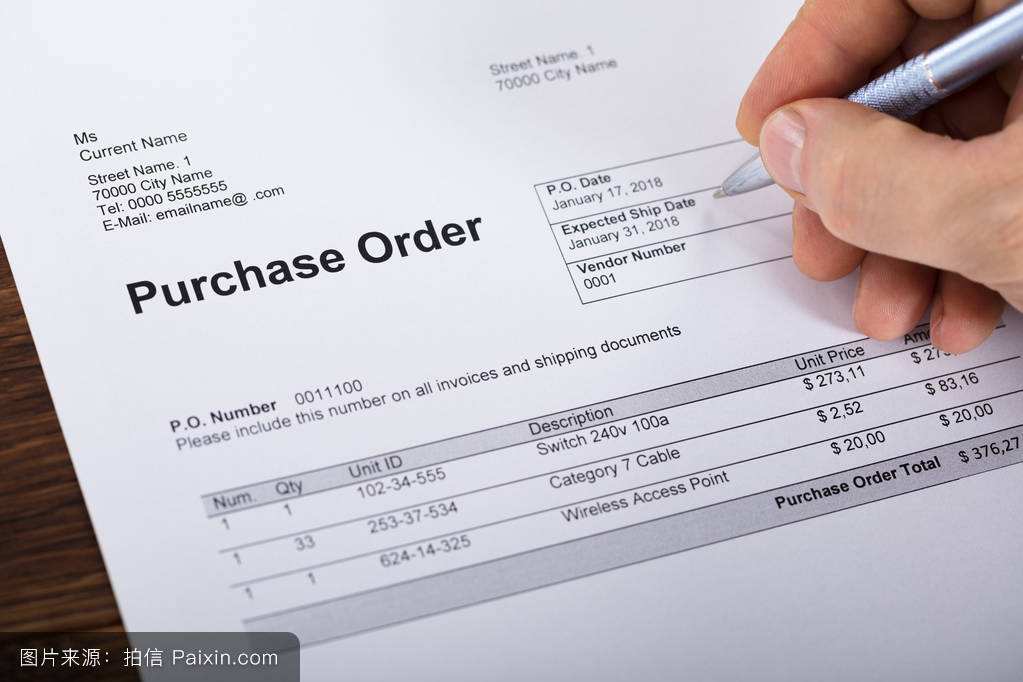 Street Name. 1
70000 City Name
Ms
Current Name
Street Name. 1
70000 City Name
Tel: 0000 5555555
E-Mail: emailname@ .com
Purchase Order
P.O. Date
January 17, 2018
Expected Ship Date
January 31, 2018
Vendor Number
0001
P.O. Number 0011100
Please include this number on all invoices and shipping documents
Num. Qty Unit ID Description Unit Price
1 1 102-34-555 Switch 240v 100a $ 273,11
1 33 253-37-534 Category 7 Cable $ 2,52 $ 83,16
1 1 624-14-325 Wireless Access Point $ 20,00 $ 20,00
Purchase Order Total $ 376,27
图片来源：拍信 Paixin.com